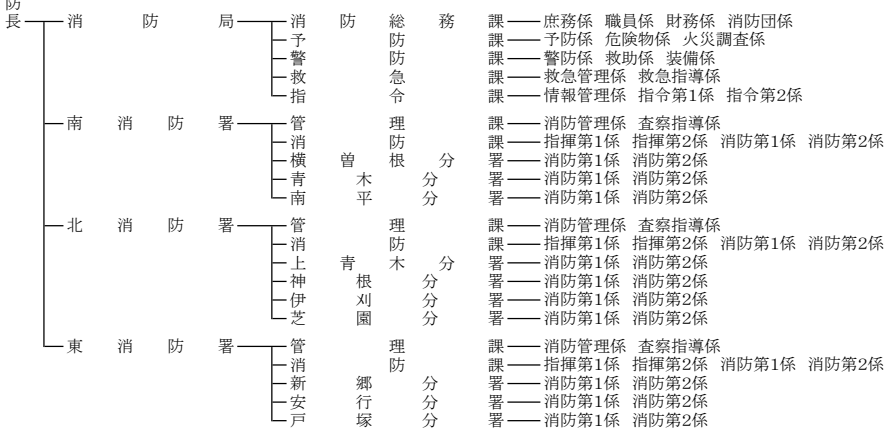 防
長 消防局 消防総務課 庶務係 職員係 財務係 消防団係
予防課 予防係 危険物係 火災調査係
警防課 警防係 救助係 装備係
救急課 救急管理係 救急指導係
指令課 情報管理係 指令第1係 指令第2係
南消防署 管理課 消防管理係 査察指導係
消防課 指揮第1係 指揮第2係 消防第1係 消防第2係
横曽根分署 消防第1係 消防第2係
青木分署 消防第1係 消防第2係
南平分署 消防第1係 消防第2係
北消防署 管理課 消防管理係 査察指導係
消防課 指揮第1係 指揮第2係 消防第1係 消防第2係
上青木分署 消防第1係 消防第2係
神根分署 消防第1係 消防第2係
伊刈分署 消防第1係 消防第2係
芝園分署 消防第1係 消防第2係
東消防署 管理課 消防管理係 査察指導係
消防課 指揮第1係 指揮第2係 消防第1係 消防第2係
新郷分署 消防第1係 消防第2係
安行分署 消防第1係 消防第2係
戸塚分署 消防第1係 消防第2係